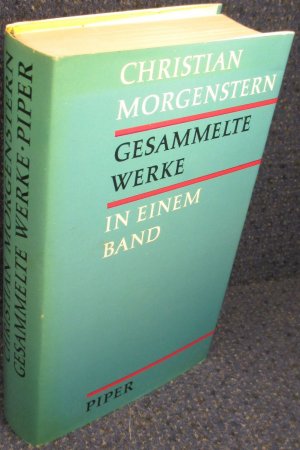 CHRISTIAN
MORGENSTERN
GESAMMELTE
WERKE
IN EINEM
BAND
PIPER
CHRISTIAN MORGENSTERN
GESAMMELTE WERKE · PIPER